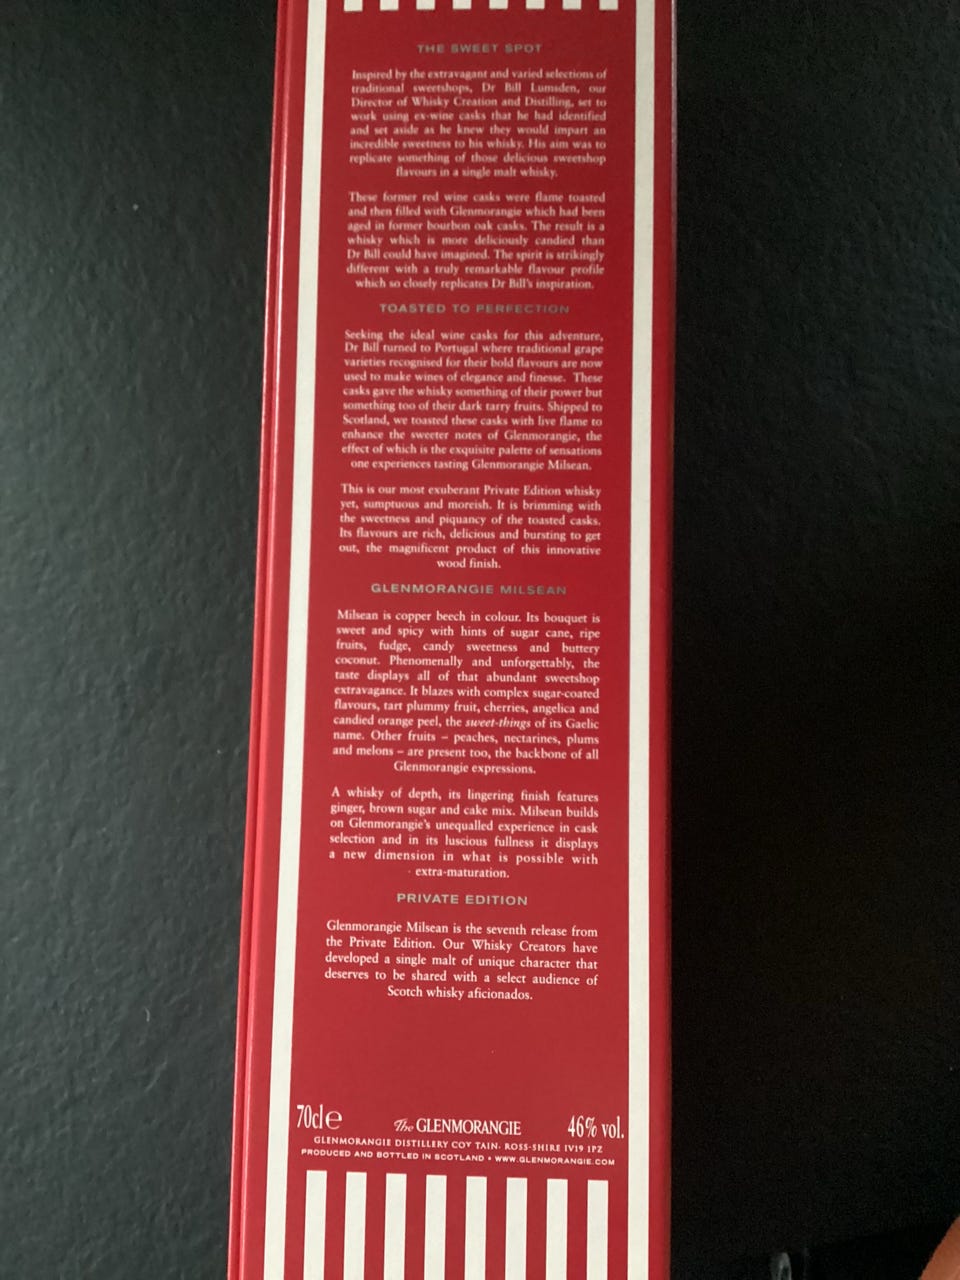 THE SWEET SPOT
Inspired by the extravagant and varied selections of
traditional sweetshops, Dr Bill Lumsden, our
Director of Whisky Creation and Distilling, set to
work using ex-wine casks that he had identified
and set aside as he knew they would impart an
incredible sweetness to his whisky. His aim was to
replicate something of those delicious sweetshop
flavours in a single malt whisky.
These former red wine casks were flame toasted
and then filled with Glenmorangie which had been
aged in former bourbon oak casks. The result is a
whisky which is more deliciously candied than
Dr Bill could have imagined. The spirit is strikingly
different with a truly remarkable flavour profile
which so closely replicates Dr Bill's inspiration.
TOASTED TO PERFECTION
Seeking the ideal wine casks for this adventure,
Dr Bill turned to Portugal where traditional grape
varieties recognised for their bold flavours are now
used to make wines of elegance and finesse. These
casks gave the whisky something of their power but
something too of their dark tarry fruits. Shipped to
Scotland, we toasted these casks with live flame to
enhance the sweeter notes of Glenmorangie, the
effect of which is the exquisite palette of sensations
one experiences tasting Glenmorangie Milsean.
This is our most exuberant Private Edition whisky
yet, sumptuous and moreish. It is brimming with
the sweetness and piquancy of the toasted casks.
Its flavours are rich, delicious and bursting to get
out, the magnificent product of this innovative
wood finish.
GLENMORANGIE MILSEAN
Milsean is copper beech in colour. Its bouquet is
sweet and spicy with hints of sugar cane, ripe
fruits, fudge, candy sweetness and buttery
coconut. Phenomenally and unforgettably, the
taste displays all of that abundant sweetshop
extravagance. It blazes with complex sugar-coated
flavours, tart plummy fruit, cherries, angelica and
candied orange peel, the sweet-things of its Gaelic
name. Other fruits – peaches, nectarines, plums
and melons – are present too, the backbone of all
Glenmorangie expressions.
A whisky of depth, its lingering finish features
ginger, brown sugar and cake mix. Milsean builds
on Glenmorangie's unequalled experience in cask
selection and in its luscious fullness it displays
a new dimension in what is possible with
extra-maturation.
PRIVATE EDITION
Glenmorangie Milsean is the seventh release from
the Private Edition. Our Whisky Creators have
developed a single malt of unique character that
deserves to be shared with a select audience of
Scotch whisky aficionados.
70cl e The GLENMORANGIE 46% vol.
GLENMORANGIE DISTILLERY COY TAIN, ROSS-SHIRE IV19 1PZ
PRODUCED AND BOTTLED IN SCOTLAND • WWW.GLENMORANGIE.COM